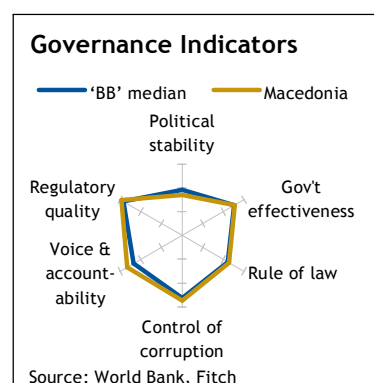 Governance Indicators
‘BB’ median
Macedonia
Political
stability
Gov't
effectiveness
Rule of law
Control of
corruption
Voice &
account-
ability
Regulatory
quality
Source: World Bank, Fitch